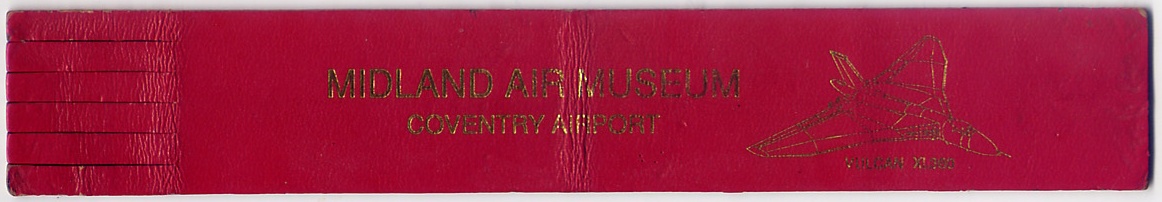 MIDLAND AIR MUSEUM
COVENTRY AIRPORT
VULCAN XL360